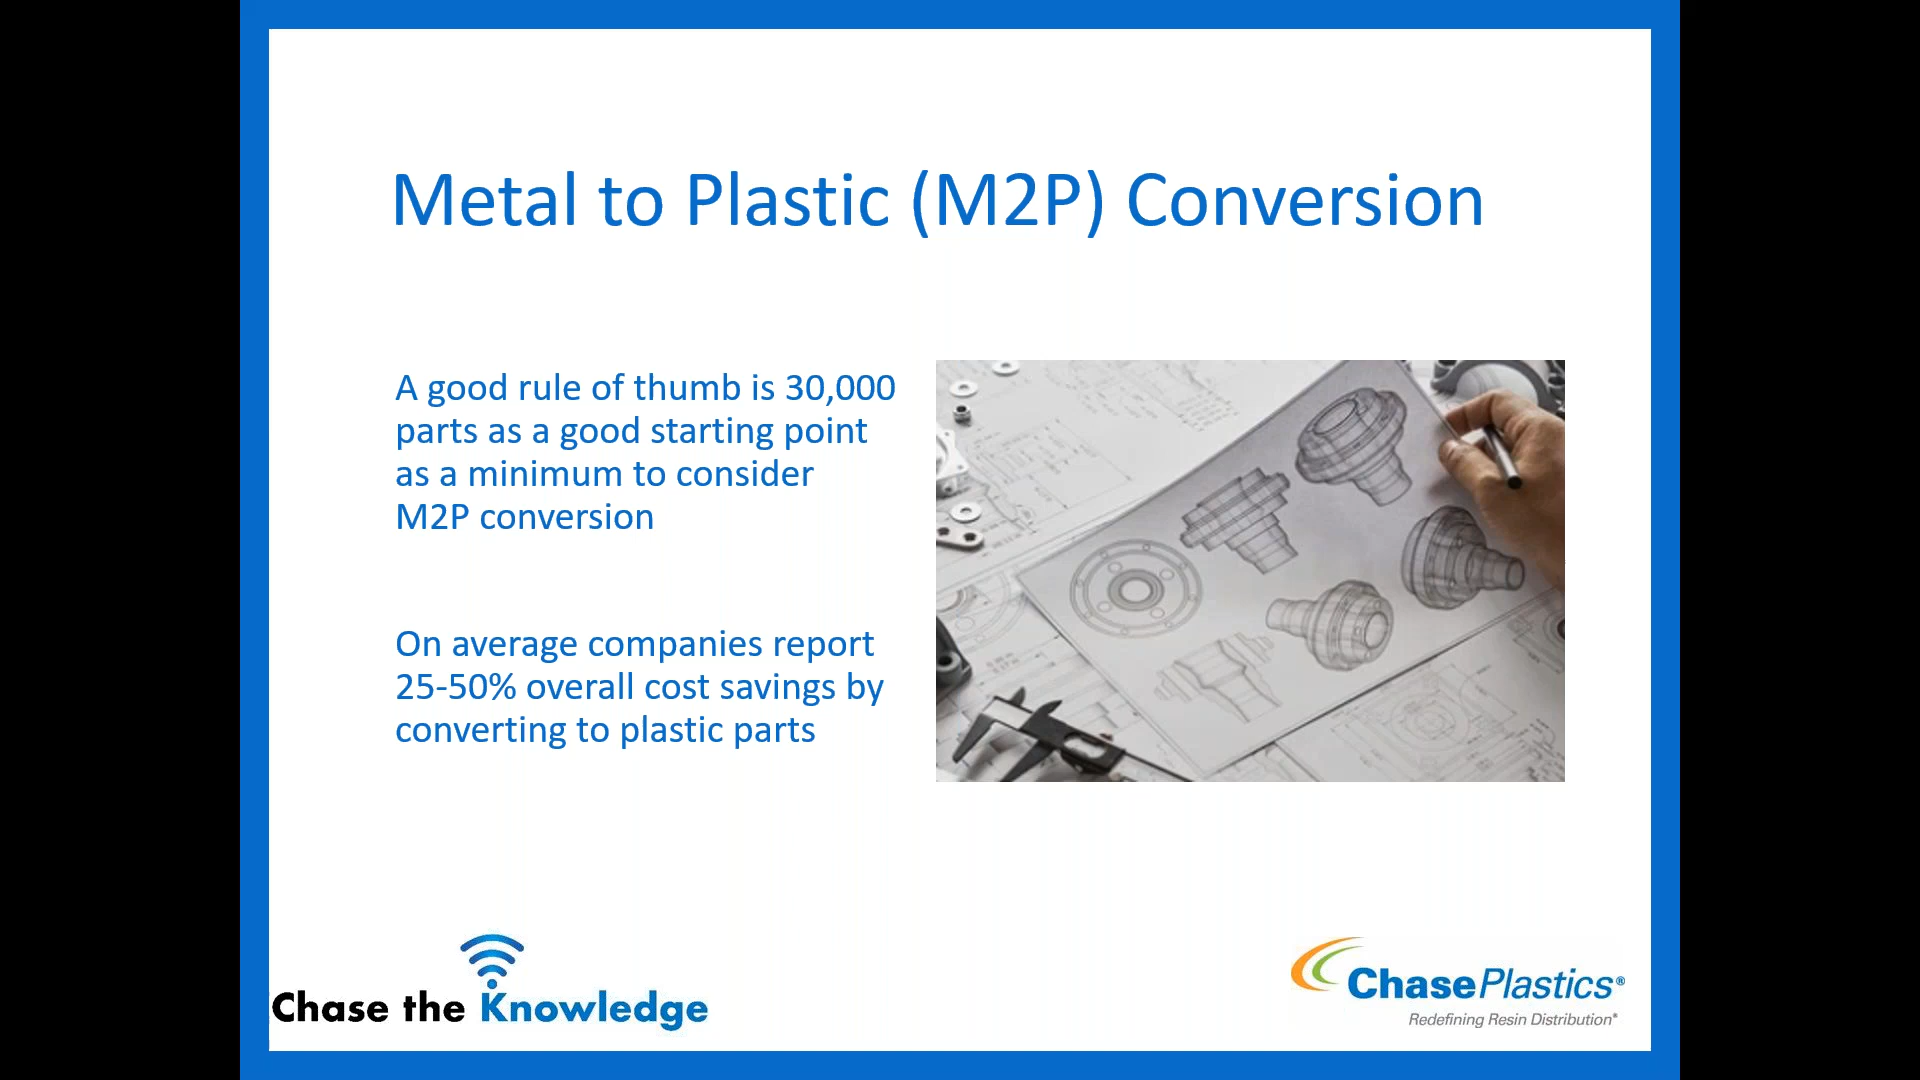 Metal to Plastic (M2P) Conversion
A good rule of thumb is 30,000
parts as a good starting point
as a minimum to consider
M2P conversion
On average companies report
25-50% overall cost savings by
converting to plastic parts
Chase the Knowledge
ChasePlastics®
Redefining Resin Distribution®